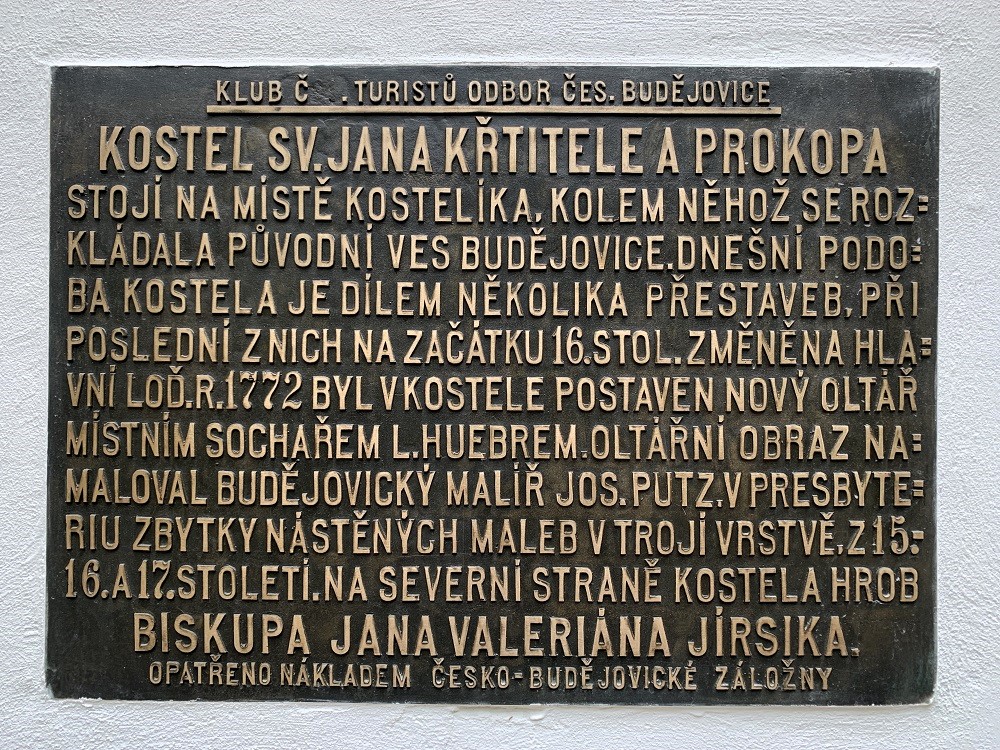 KLUB Č . TURISTŮ ODBOR ČES. BUDĚJOVICE
KOSTEL SV. JANA KŘTITELE A PROKOPA
STOJÍ NA MÍSTĚ KOSTELÍKA, KOLEM NĚHOŽ SE ROZ=
KLÁDALA PŮVODNÍ VES BUDĚJOVICE. DNEŠNÍ PODO=
BA KOSTELA JE DÍLEM NĚKOLIKA PŘESTAVEB, PŘI
POSLEDNÍ Z NICH NA ZAČÁTKU 16. STOL. ZMĚNĚNA HLA=
VNÍ LOĎ. R. 1772 BYL V KOSTELE POSTAVEN NOVÝ OLTÁŘ
MÍSTNÍM SOCHAŘEM L. HUEBREM. OLTÁŘNÍ OBRAZ NA=
MALOVAL BUDĚJOVICKÝ MALÍŘ JOS. PUTZ. V PRESBYTE=
RIU ZBYTKY NÁSTĚNÝCH MALEB V TROJÍ VRSTVĚ, Z 15.-
16. A 17. STOLETÍ. NA SEVERNÍ STRANĚ KOSTELA HROB
BISKUPA JANA VALERIÁNA JÍRSIKA.
OPATŘENO NÁKLADEM ČESKO=BUDĚJOVICKÉ ZÁLOŽNY